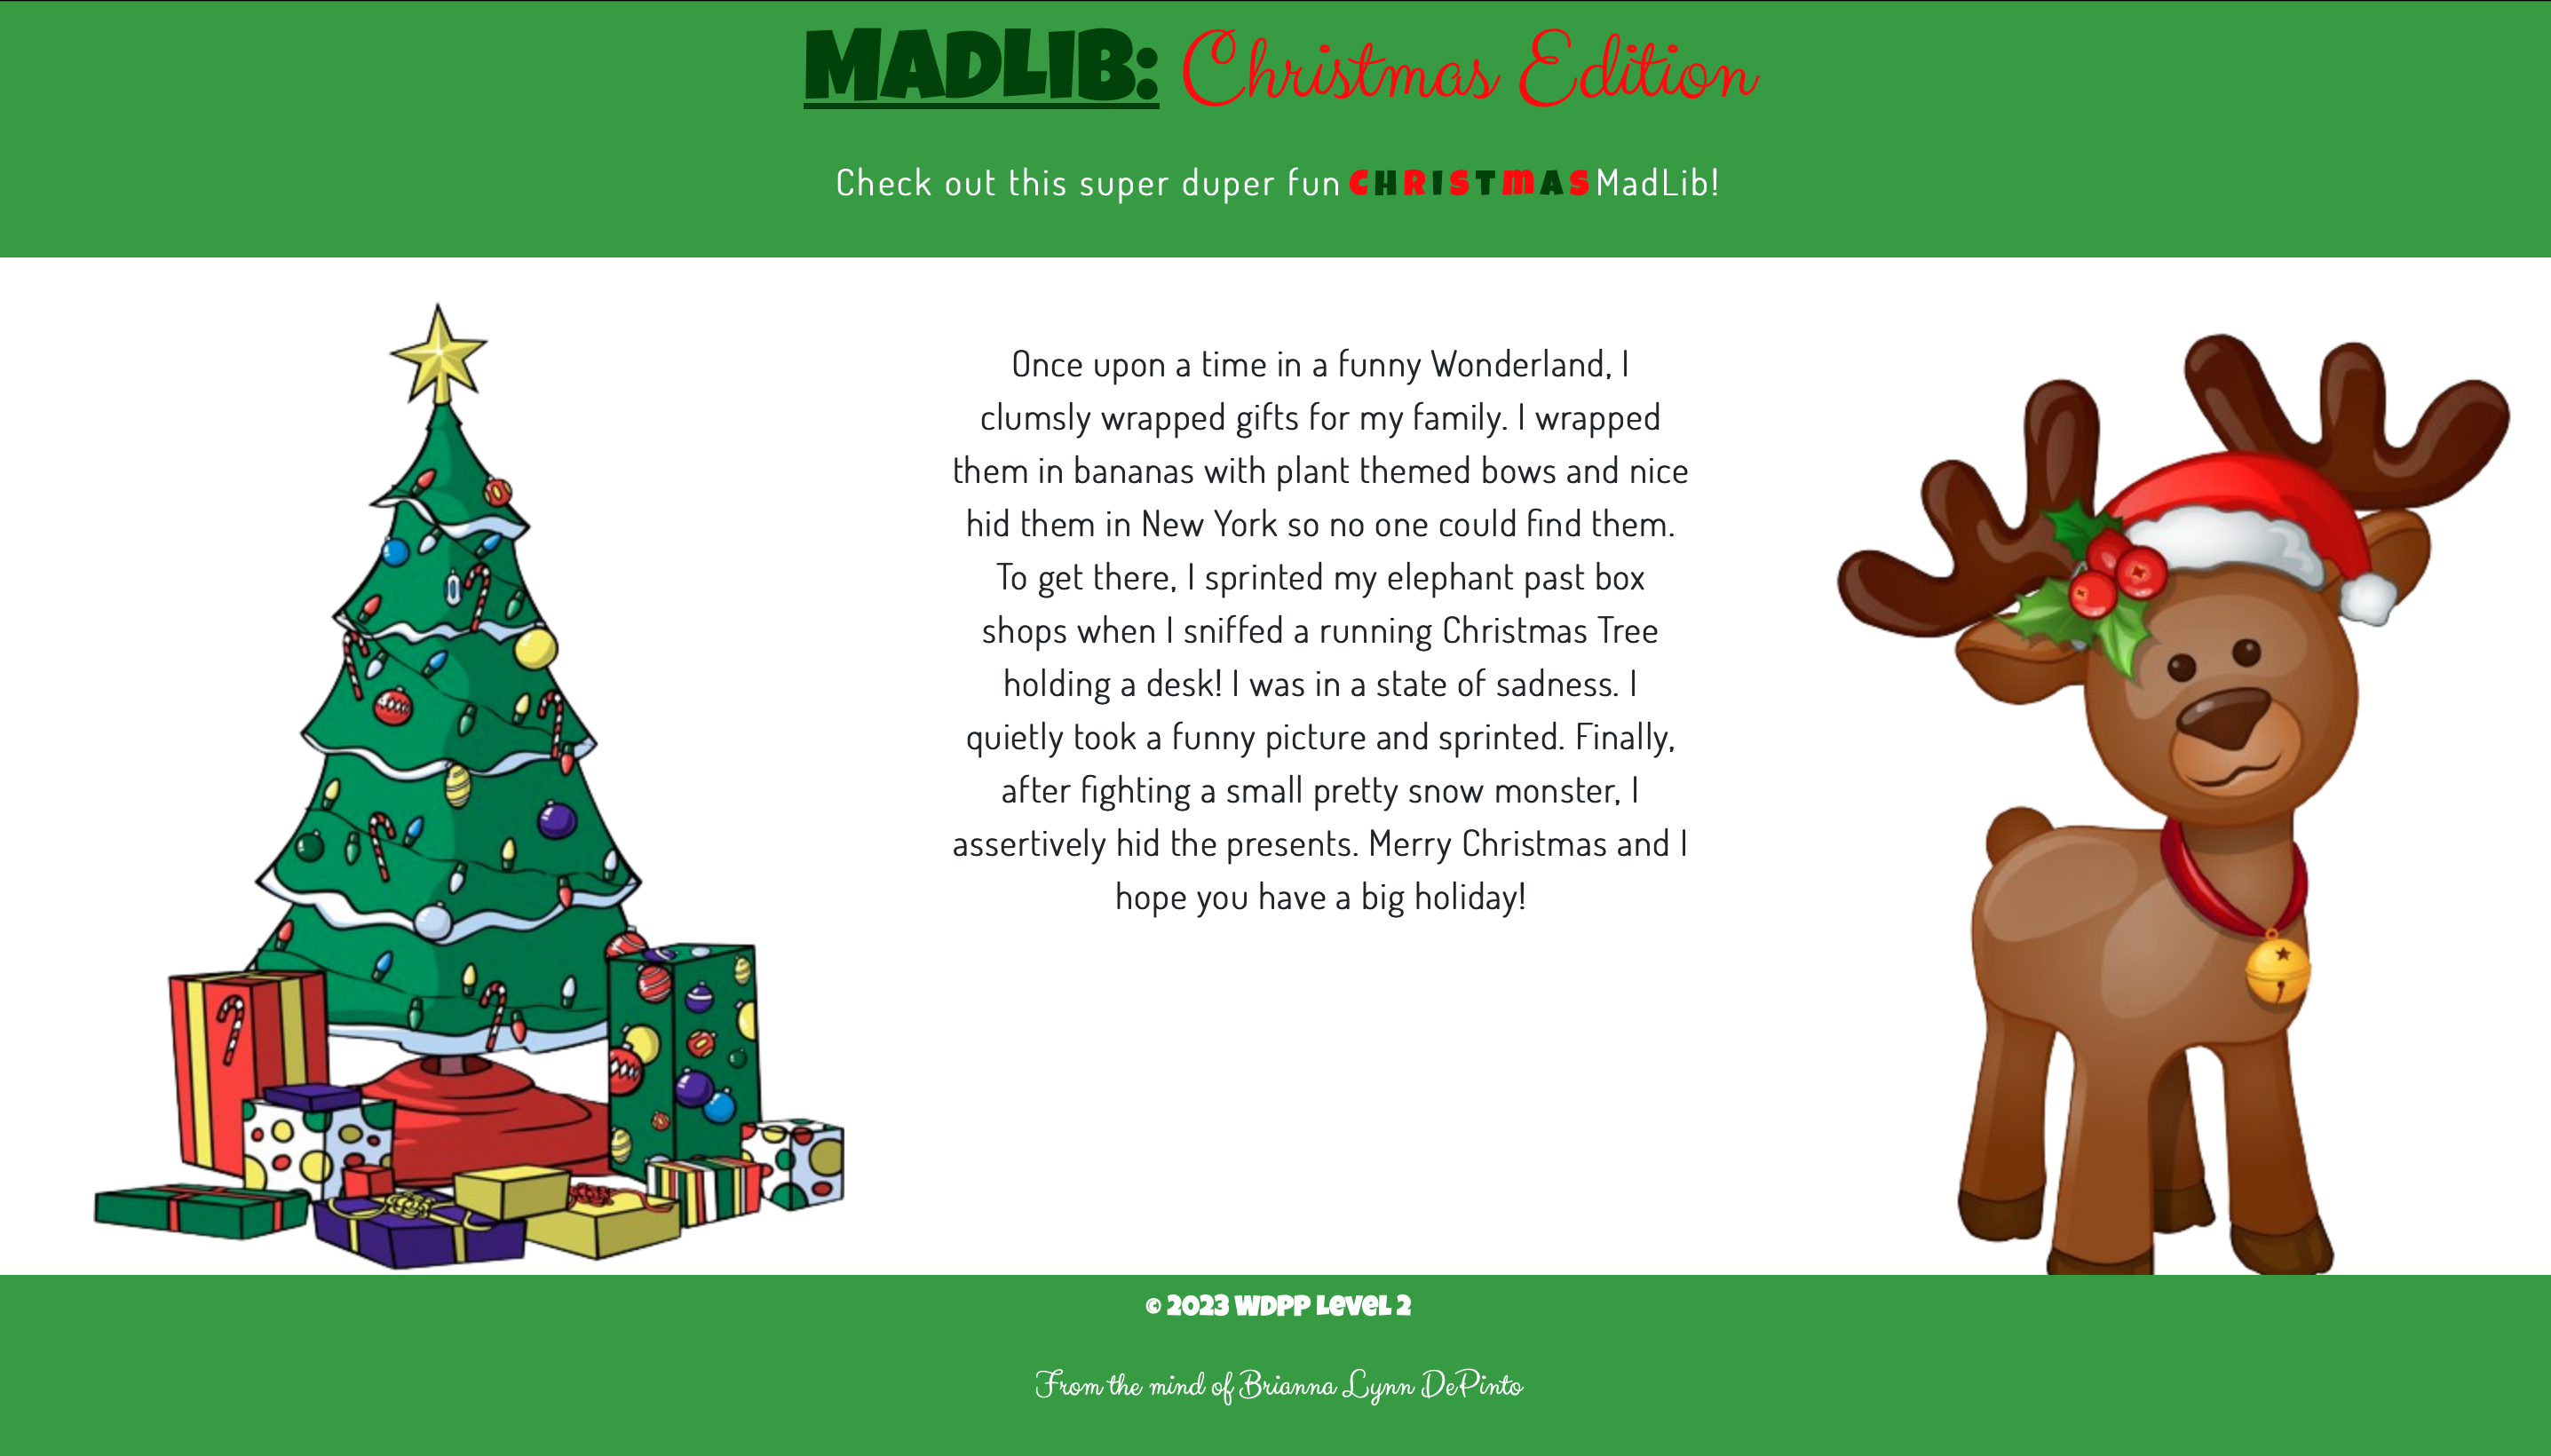 MADLIB: Christmas Edition
Check out this super duper fun CHRISTMAS MadLib!
Once upon a time in a funny Wonderland, I
clumsly wrapped gifts for my family. I wrapped
them in bananas with plant themed bows and nice
hid them in New York so no one could find them.
To get there, I sprinted my elephant past box
shops when I sniffed a running Christmas Tree
holding a desk! I was in a state of sadness. I
quietly took a funny picture and sprinted. Finally,
after fighting a small pretty snow monster, I
assertively hid the presents. Merry Christmas and I
hope you have a big holiday!
© 2023 WDPP Level 2
From the mind of Brianna Lynn DePinto